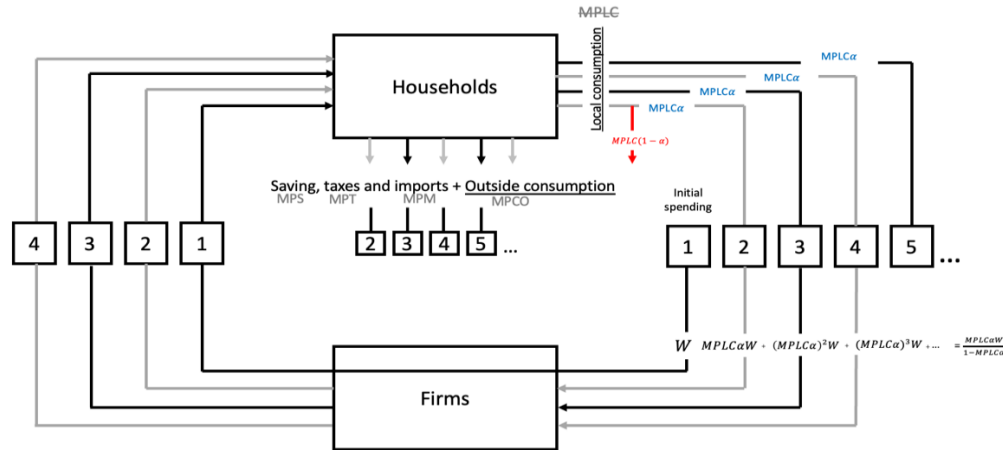 MPLC
Households
Local consumption
MPLCα
MPLCα
MPLCα
MPLCα
MPLC(1 − α)
Saving, taxes and imports + Outside consumption
MPS MPT MPM MPCO
Initial
spending
4 3 2 1
2 3 4 5 ...
1 2 3 4 5 ...
W MPLCαW + (MPLCα)²W + (MPLCα)³W + ... = MPLCαW / 1−MPLCα
Firms